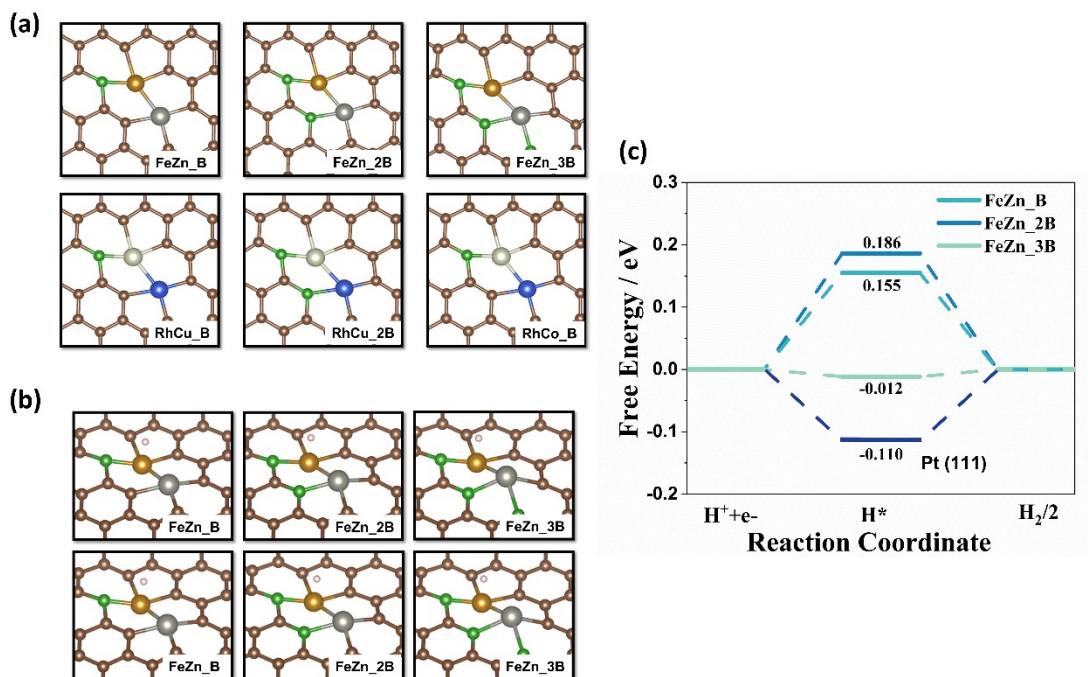 (a)
FeZn_B
FeZn_2B
FeZn_3B
RhCu_B
RhCu_2B
RhCo_B
(b)
FeZn_B
FeZn_2B
FeZn_3B
FeZn_B
FeZn_2B
FeZn_3B
(c)
Free Energy / eV
0.3
0.2
0.1
0.0
-0.1
-0.2
FeZn_B
FeZn_2B
FeZn_3B
0.186
0.155
-0.012
-0.110
Pt (111)
H⁺+e-
H*
H₂/2
Reaction Coordinate